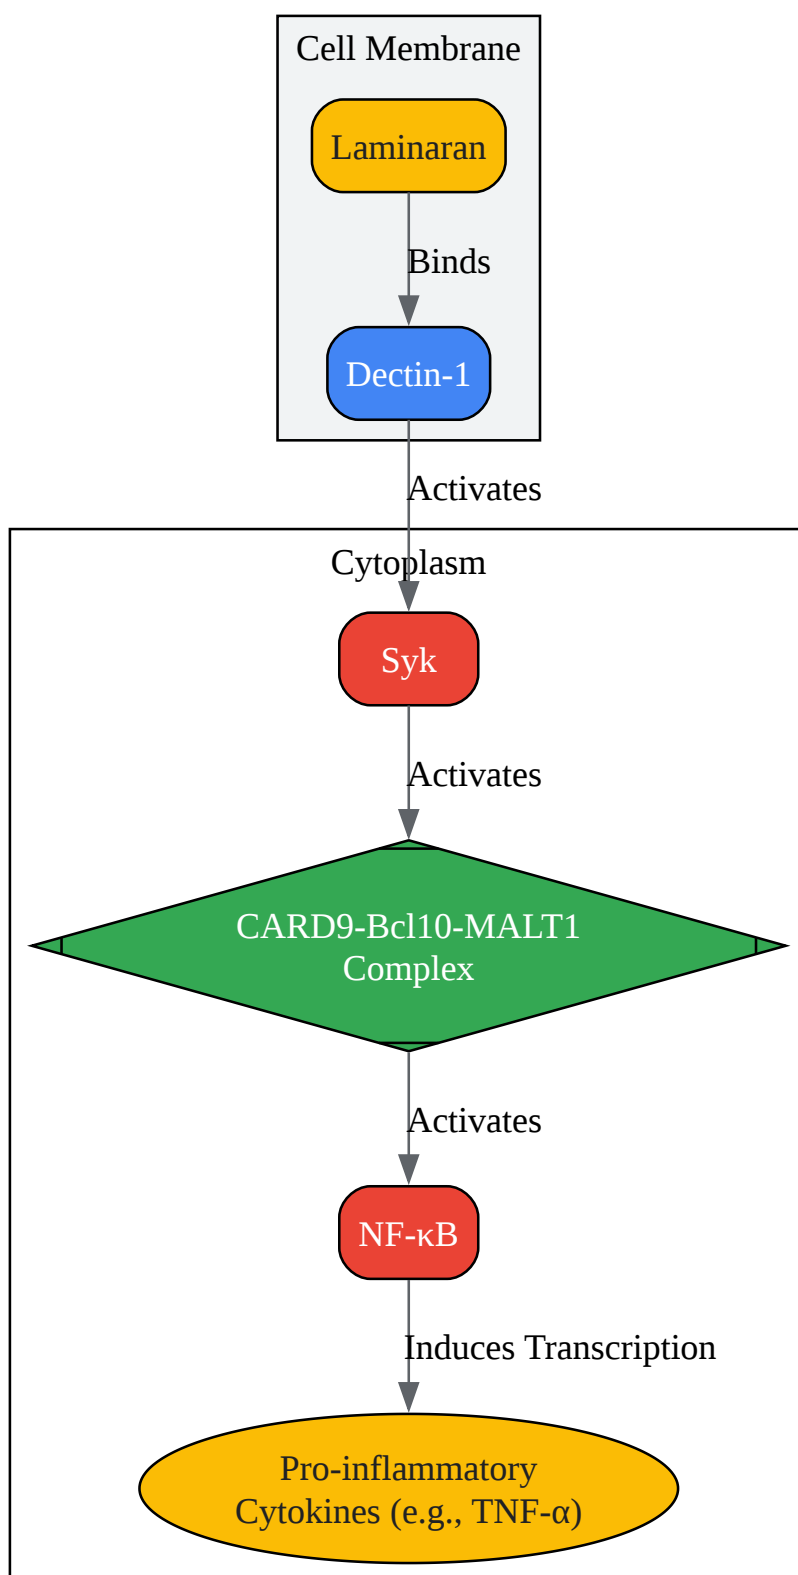 Cell Membrane
Laminaran
Binds
Dectin-1
Activates
Cytoplasm
Syk
Activates
CARD9-Bcl10-MALT1
Complex
Activates
NF-κB
Induces Transcription
Pro-inflammatory
Cytokines (e.g., TNF-α)